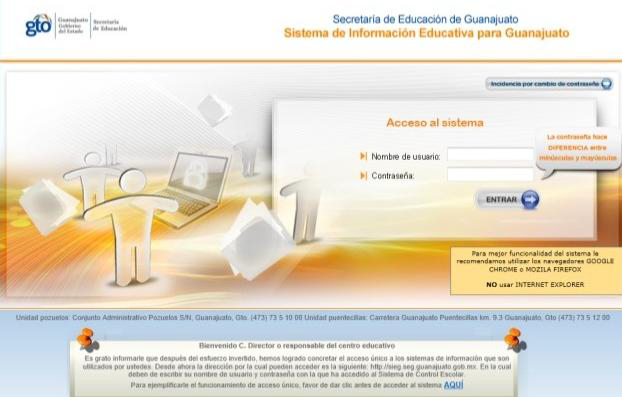 gto
Guanajuato
Gobierno
del Estado
Secretaría
de Educación
Secretaría de Educación de Guanajuato
Sistema de Información Educativa para Guanajuato
Incidencia por cambio de contraseña
Acceso al sistema
La contraseña hace
DIFERENCIA entre
minúsculas y mayúsculas
Nombre de usuario:
Contraseña:
ENTRAR
Para mejor funcionalidad del sistema le
recomendamos utilizar los navegadores GOOGLE
CHROME o MOZILA FIREFOX
NO usar INTERNET EXPLORER
Unidad pozuelos: Conjunto Administrativo Pozuelos S/N, Guanajuato, Gto. (473) 73 5 10 00 Unidad puentecillas: Carretera Guanajuato Puentecillas km. 9.3 Guanajuato, Gto (473) 73 5 12 00
Bienvenido C. Director o responsable del centro educativo
Es grato informarle que después del esfuerzo invertido, hemos logrado concretar el acceso único a los sistemas de información que son
utilizados por ustedes. Desde ahora la dirección por la cual pueden acceder es la siguiente: http://sieg.seg.guanajuato.gob.mx. En la cual
deben de escribir su nombre de usuario y contraseña con la que ha accedido al Sistema de Control Escolar.
Para ejemplificarle el funcionamiento de acceso único, favor de dar clic antes de acceder al sistema AQUÍ